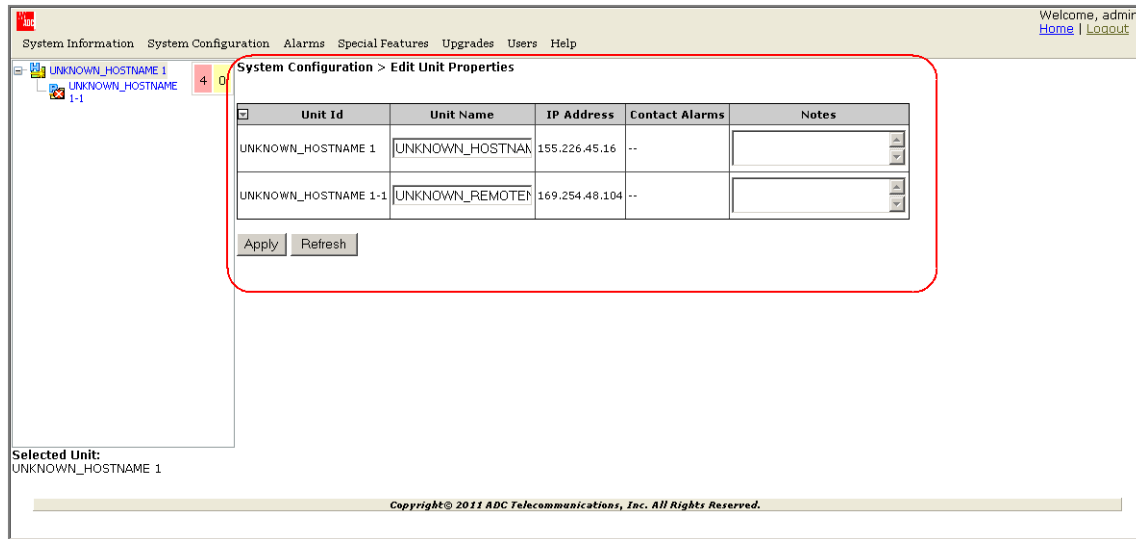 ADC
Welcome, admin
Home | Logout
System Information System Configuration Alarms Special Features Upgrades Users Help
UNKNOWN_HOSTNAME 1
4 0
UNKNOWN_HOSTNAME
1-1
System Configuration > Edit Unit Properties
Unit Id Unit Name IP Address Contact Alarms Notes
UNKNOWN_HOSTNAME 1 UNKNOWN_HOSTNAM 155.226.45.16 --
UNKNOWN_HOSTNAME 1-1 UNKNOWN_REMOTEN 169.254.48.104 --
Apply Refresh
Selected Unit:
UNKNOWN_HOSTNAME 1
Copyright© 2011 ADC Telecommunications, Inc. All Rights Reserved.